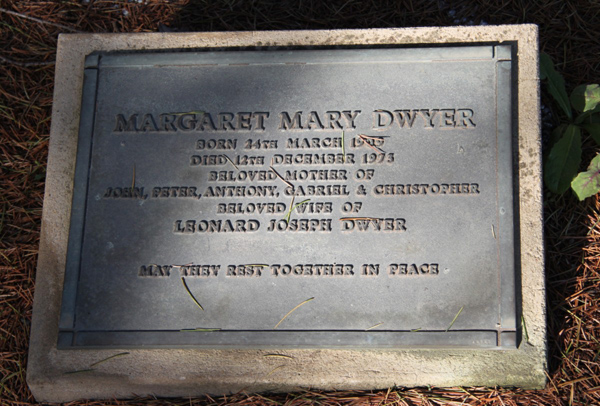 MARGARET MARY DWYER
BORN 24TH MARCH
DIED 12TH DECEMBER 1973
BELOVED MOTHER OF
JOHN, PETER, ANTHONY, GABRIEL & CHRISTOPHER
BELOVED WIFE OF
LEONARD JOSEPH DWYER
MAY THEY REST TOGETHER IN PEACE